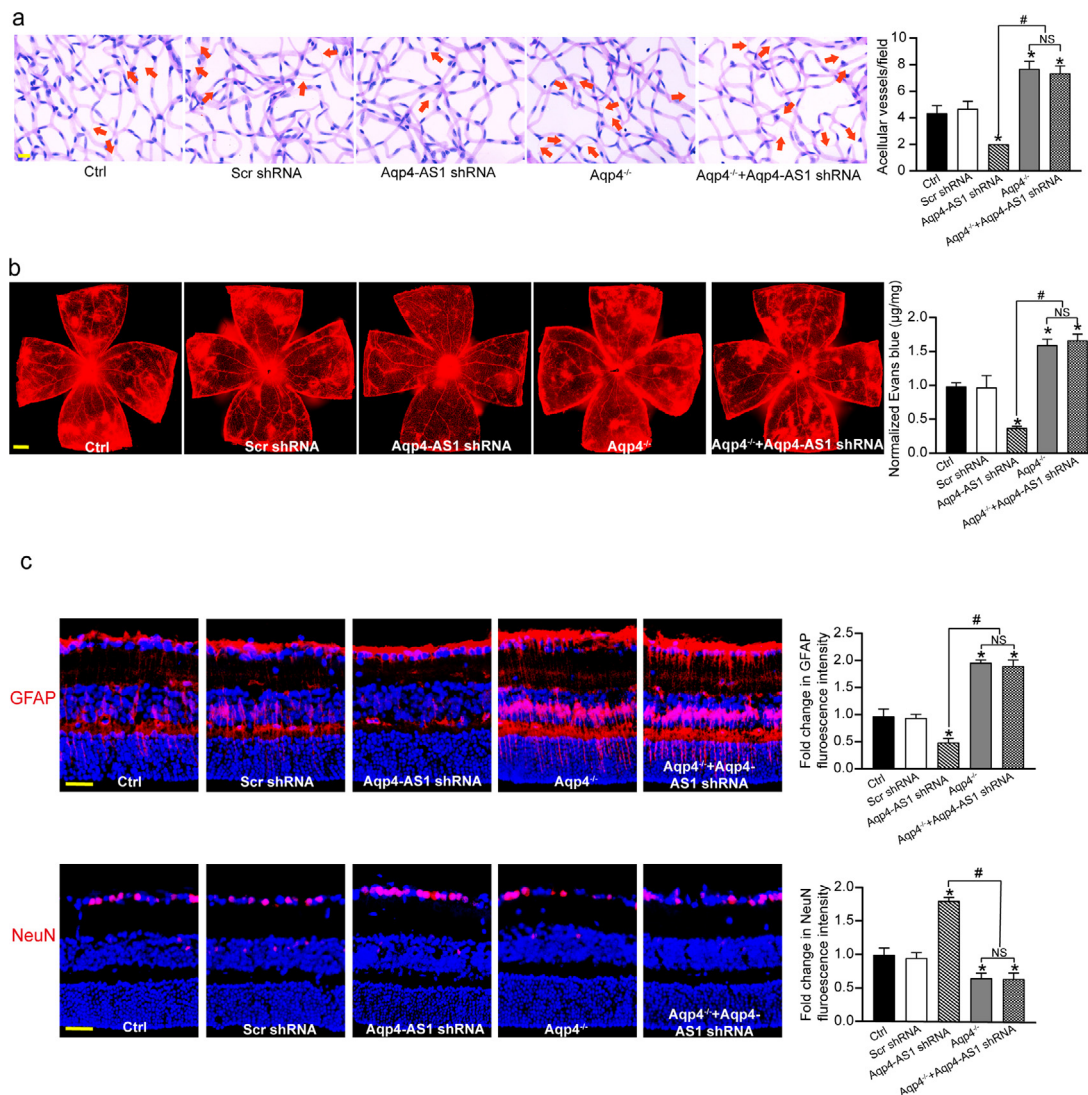 a
Ctrl
Scr shRNA
Aqp4-AS1 shRNA
Aqp4-/-
Aqp4-/-+Aqp4-AS1 shRNA
Acellular vessels/field
10
8
6
4
2
0
#
NS
*
*
*
Ctrl
Scr shRNA
Aqp4-AS1 shRNA
Aqp4-/-
Aqp4-/-+Aqp4-AS1 shRNA
b
Ctrl
Scr shRNA
Aqp4-AS1 shRNA
Aqp4-/-
Aqp4-/-+Aqp4-AS1 shRNA
Normalized Evans blue (μg/mg)
2.0
1.5
1.0
0.5
0.0
#
NS
*
*
*
Ctrl
Scr shRNA
Aqp4-AS1 shRNA
Aqp4-/-
Aqp4-/-+Aqp4-AS1 shRNA
c
GFAP
Ctrl
Scr shRNA
Aqp4-AS1 shRNA
Aqp4-/-
Aqp4-/-+Aqp4-
AS1 shRNA
Fold change in GFAP
fluroescence intensity
2.5
2.0
1.5
1.0
0.5
0.0
#
NS
*
*
*
Ctrl
Scr shRNA
Aqp4-AS1 shRNA
Aqp4-/-
Aqp4-/-+Aqp4-AS1 shRNA
NeuN
Ctrl
Scr shRNA
Aqp4-AS1 shRNA
Aqp4-/-
Aqp4-/-+Aqp4-
AS1 shRNA
Fold change in NeuN
fluroescence intensity
2.0
1.5
1.0
0.5
0.0
#
*
NS
*
*
Ctrl
Scr shRNA
Aqp4-AS1 shRNA
Aqp4-/-
Aqp4-/-+Aqp4-AS1 shRNA